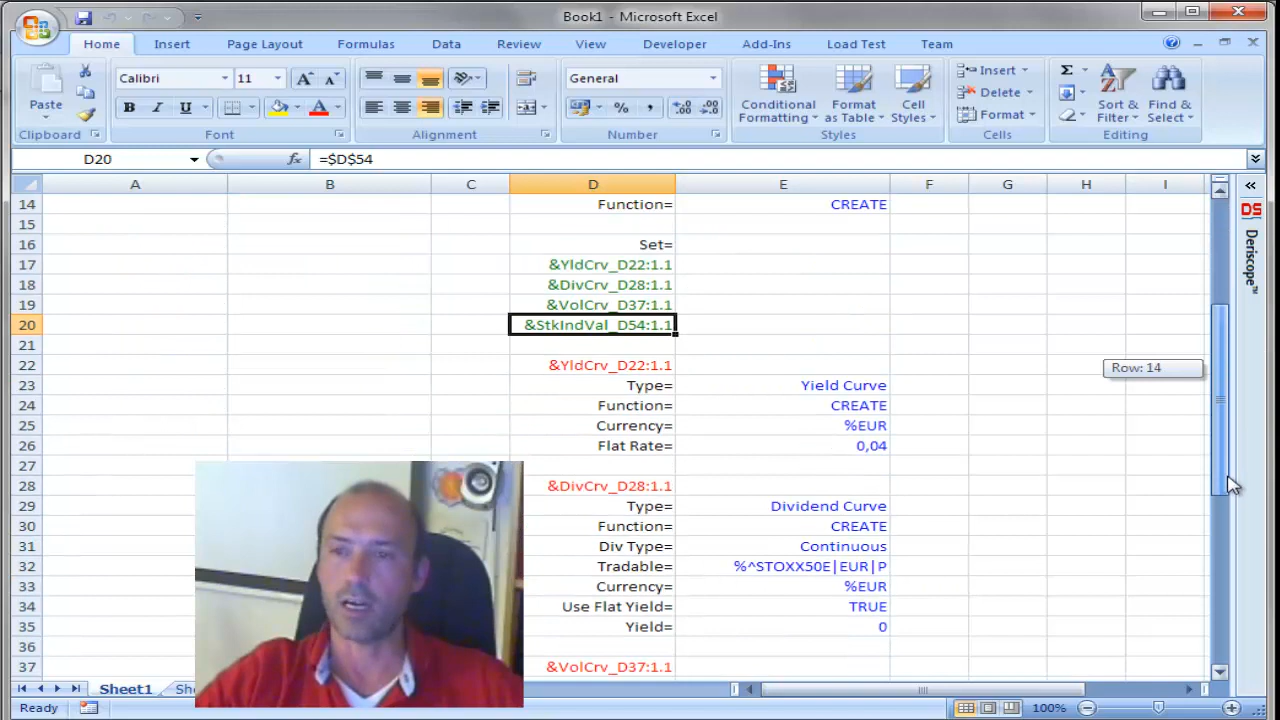 Book1 - Microsoft Excel
Home Insert Page Layout Formulas Data Review View Developer Add-Ins Load Test Team
Calibri 11 General Insert Σ
Paste B I U % , Conditional Formatting Format as Table Cell Styles Delete Format Sort & Filter Find & Select
Clipboard Font Alignment Number Styles Cells Editing
D20 fx =$D$54
A B C D E F G H I
14 Function= CREATE
15
16 Set=
17 &YldCrv_D22:1.1
18 &DivCrv_D28:1.1
19 &VolCrv_D37:1.1
20 &StkIndVal_D54:1.1
21
22 &YldCrv_D22:1.1
23 Type= Yield Curve
24 Function= CREATE
25 Currency= %EUR
26 Flat Rate= 0,04
27
28 &DivCrv_D28:1.1
29 Type= Dividend Curve
30 Function= CREATE
31 Div Type= Continuous
32 Tradable= %^STOXX50E|EUR|P
33 Currency= %EUR
34 Use Flat Yield= TRUE
35 Yield= 0
36
37 &VolCrv_D37:1.1
Row: 14
DS
Deriscope™
Sheet1 Sh
Ready 100%